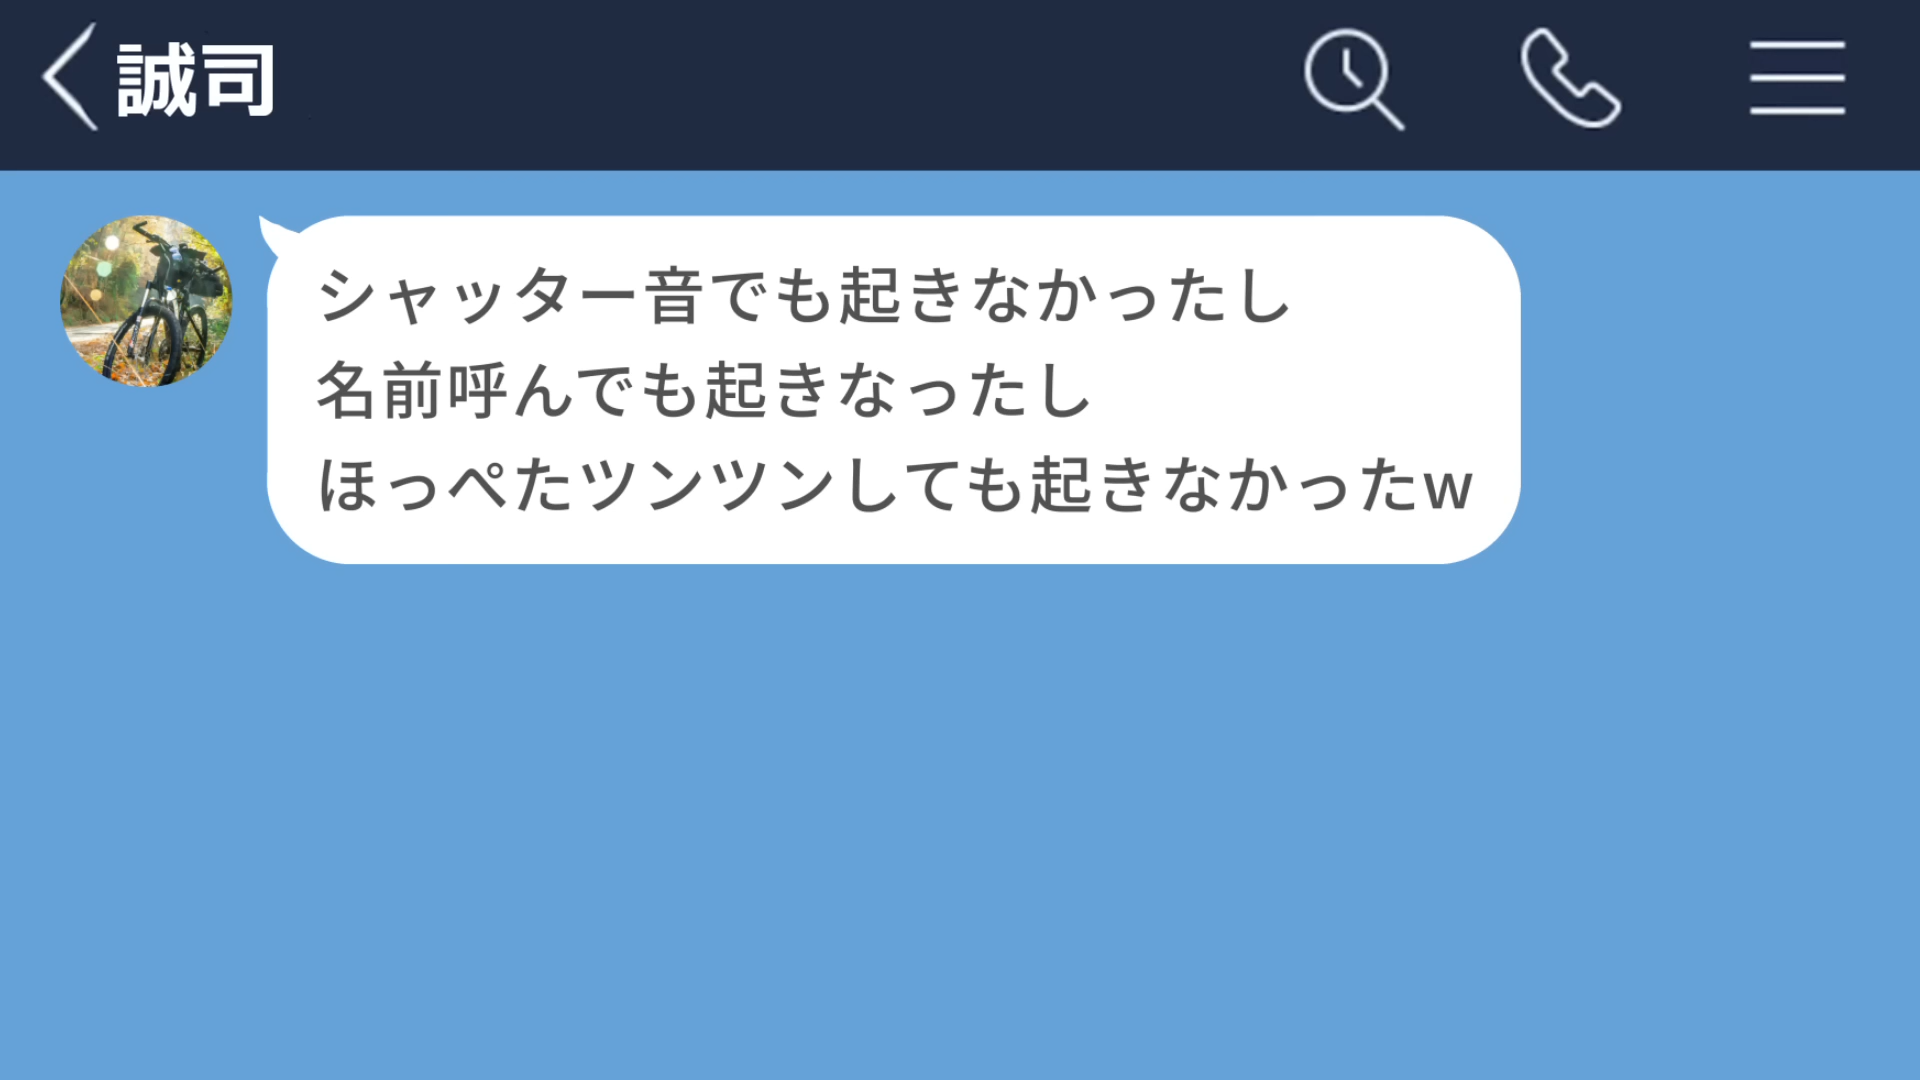 誠司
シャッター音でも起きなかったし
名前呼んでも起きなったし
ほっぺたツンツンしても起きなかったw